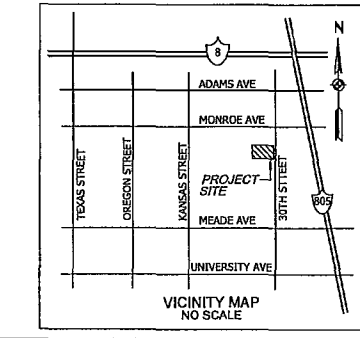 N
8
ADAMS AVE
MONROE AVE
TEXAS STREET
OREGON STREET
KANSAS STREET
PROJECT
SITE
30TH STTEET
805
MEADE AVE
UNIVERSITY AVE
VICINITY MAP
NO SCALE